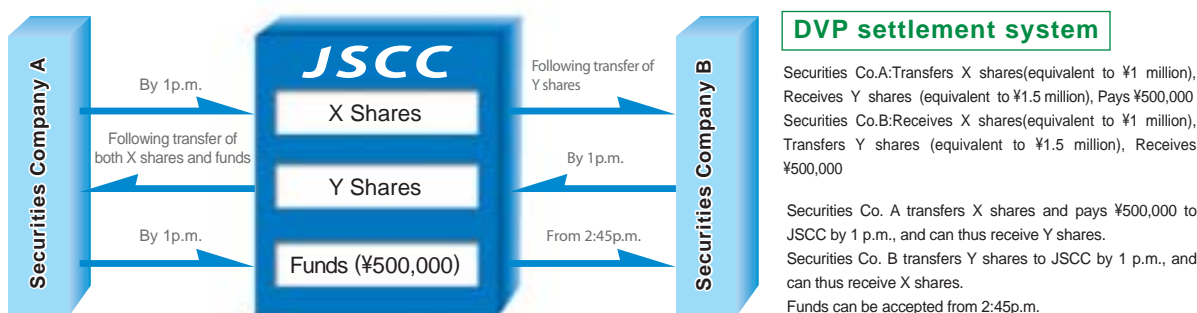 Securities Company A
By 1p.m.
Following transfer of
both X shares and funds
By 1p.m.
JSCC
X Shares
Y Shares
Funds (¥500,000)
Following transfer of
Y shares
By 1p.m.
From 2:45p.m.
Securities Company B
DVP settlement system
Securities Co.A:Transfers X shares(equivalent to ¥1 million),
Receives Y shares (equivalent to ¥1.5 million), Pays ¥500,000
Securities Co.B:Receives X shares(equivalent to ¥1 million),
Transfers Y shares (equivalent to ¥1.5 million), Receives
¥500,000
Securities Co. A transfers X shares and pays ¥500,000 to
JSCC by 1 p.m., and can thus receive Y shares.
Securities Co. B transfers Y shares to JSCC by 1 p.m., and
can thus receive X shares.
Funds can be accepted from 2:45p.m.